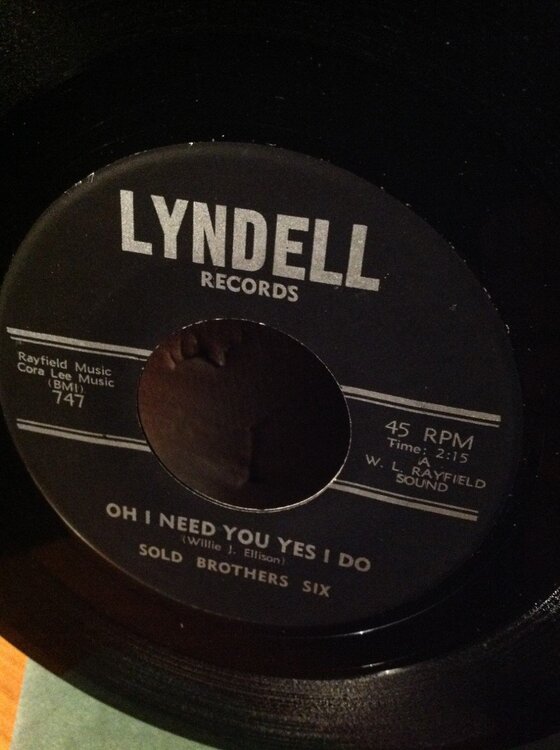 LYNDELL
RECORDS
Rayfield Music
Cora Lee Music
(BMI)
747
45 RPM
Time: 2:15
A
W. L. RAYFIELD
SOUND
OH I NEED YOU YES I DO
(Willie J. Ellison)
SOLD BROTHERS SIX